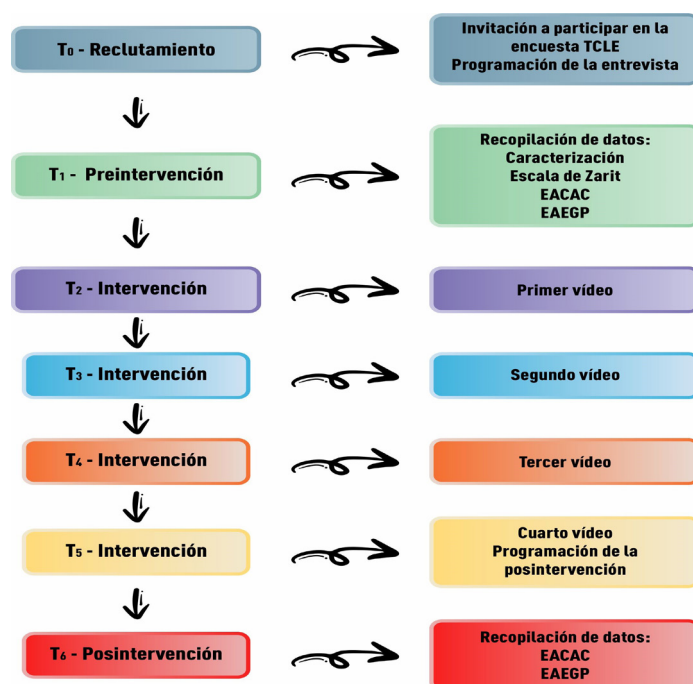 T0 - Reclutamiento
Invitación a participar en la
encuesta TCLE
Programación de la entrevista
T1 - Preintervención
Recopilación de datos:
Caracterización
Escala de Zarit
EACAC
EAEGP
T2 - Intervención
Primer vídeo
T3 - Intervención
Segundo vídeo
T4 - Intervención
Tercer vídeo
T5 - Intervención
Cuarto vídeo
Programación de la
posintervención
T6 - Posintervención
Recopilación de datos:
EACAC
EAEGP